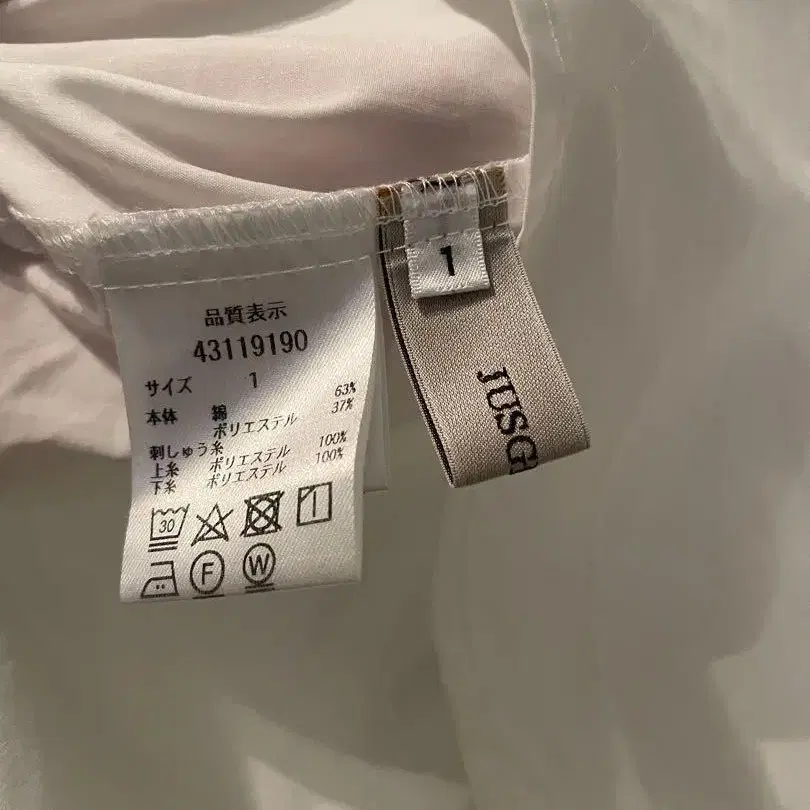 品質表示
43119190
サイズ 1
本体 綿 63%
ポリエステル 37%
刺しゅう糸
上糸 ポリエステル 100%
下糸 ポリエステル 100%
30
F
W
1